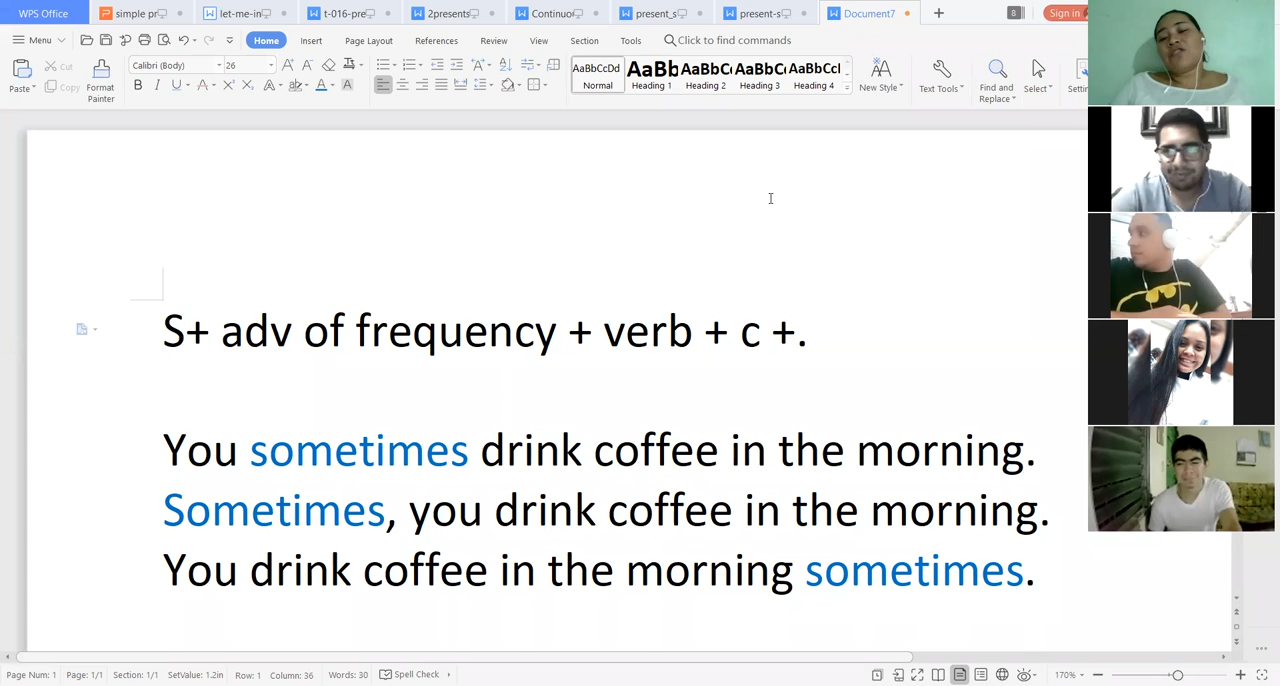 WPS Office simple pr let-me-in t-016-pre 2presents Continuo present_s present-s Document7 + 8 Sign in
Menu Home Insert Page Layout References Review View Section Tools Click to find commands
Paste Cut Copy Format Painter Calibri (Body) 26 AaBbCcDd Normal AaBb Heading 1 AaBbC Heading 2 AaBbC Heading 3 AaBbCcl Heading 4 New Style Text Tools Find and Replace Select Settin
S+ adv of frequency + verb + c +.
You sometimes drink coffee in the morning.
Sometimes, you drink coffee in the morning.
You drink coffee in the morning sometimes.
Page Num: 1 Page: 1/1 Section: 1/1 SetValue: 1.2in Row: 1 Column: 36 Words: 30 Spell Check 170%